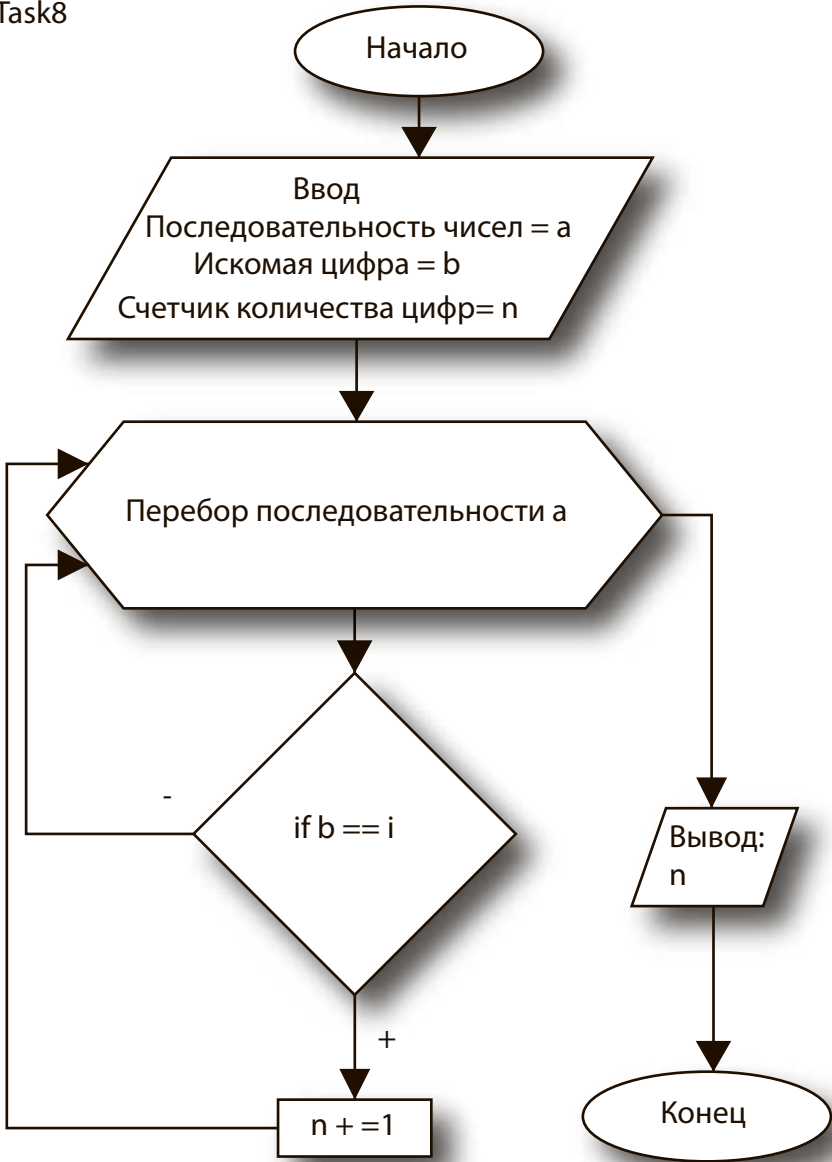 Task8
Начало
Ввод
Последовательность чисел = a
Искомая цифра = b
Счетчик количества цифр= n
Перебор последовательности a
-
if b == i
Вывод:
n
+
n + =1
Конец